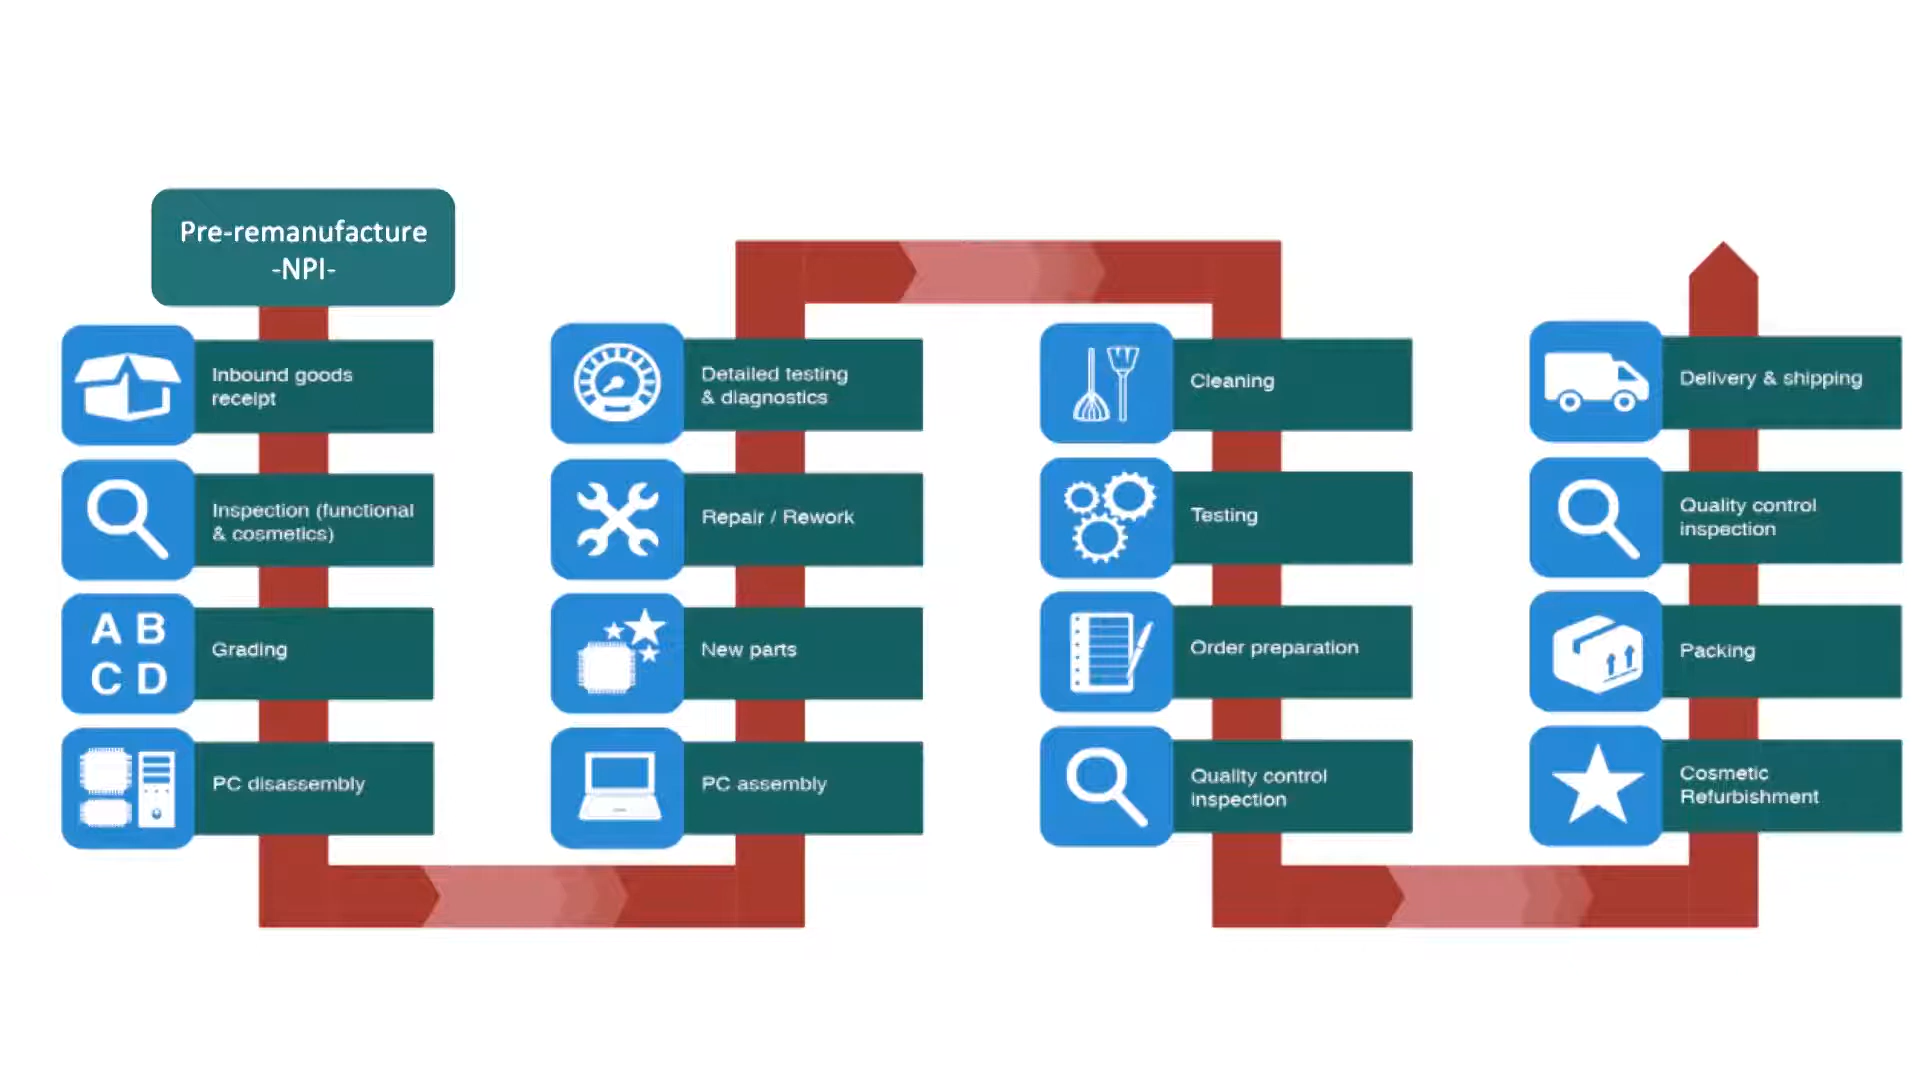 Pre-remanufacture
-NPI-
Inbound goods
receipt
Inspection (functional
& cosmetics)
A B
C D
Grading
PC disassembly
Detailed testing
& diagnostics
Repair / Rework
New parts
PC assembly
Cleaning
Testing
Order preparation
Quality control
inspection
Delivery & shipping
Quality control
inspection
Packing
Cosmetic
Refurbishment